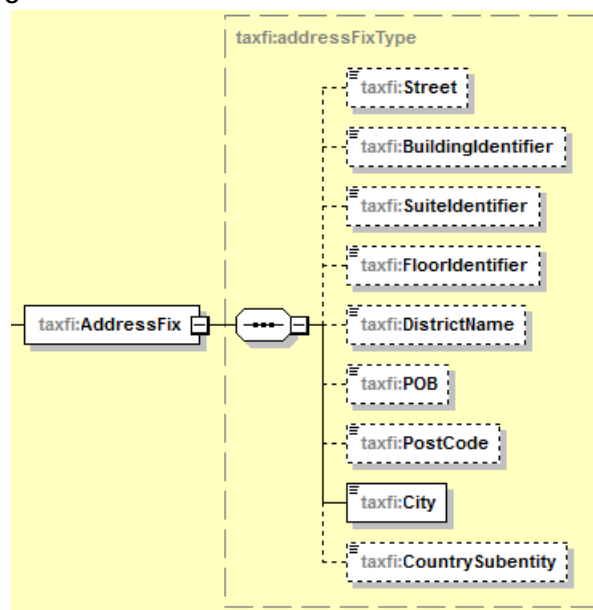 taxfi:addressFixType
taxfi:Street
taxfi:BuildingIdentifier
taxfi:SuiteIdentifier
taxfi:FloorIdentifier
taxfi:AddressFix
taxfi:DistrictName
taxfi:POB
taxfi:PostCode
taxfi:City
taxfi:CountrySubentity